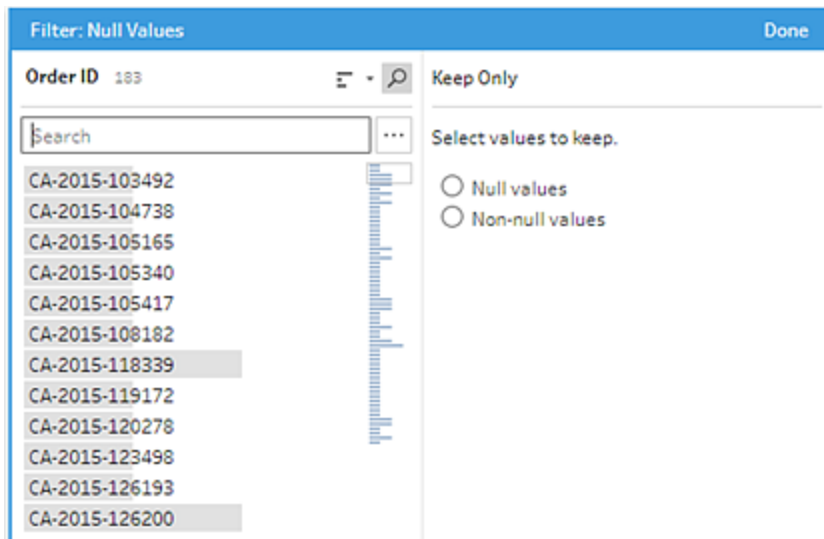 Filter: Null Values Done
Order ID 183
Keep Only
Search ...
Select values to keep.
CA-2015-103492
CA-2015-104738
CA-2015-105165
CA-2015-105340
CA-2015-105417
CA-2015-108182
CA-2015-118339
CA-2015-119172
CA-2015-120278
CA-2015-123498
CA-2015-126193
CA-2015-126200
Null values
Non-null values